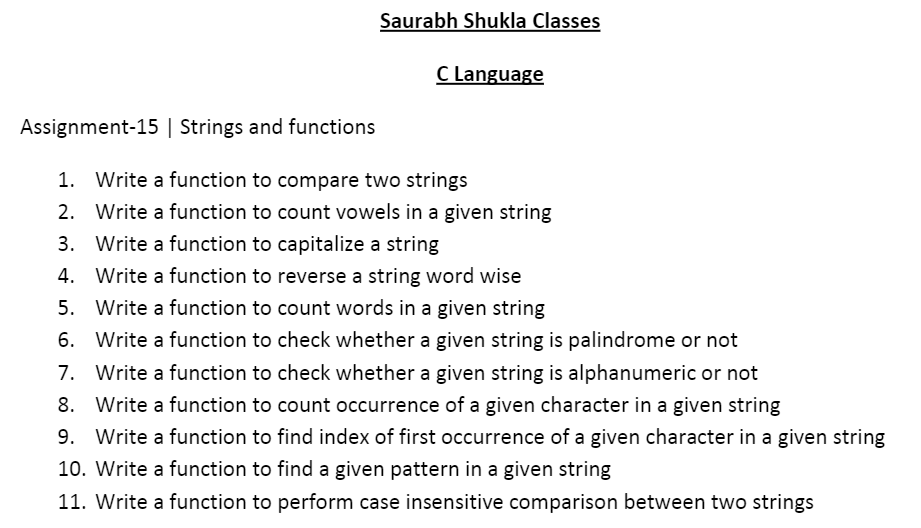 Saurabh Shukla Classes
C Language
Assignment-15 | Strings and functions
1. Write a function to compare two strings
2. Write a function to count vowels in a given string
3. Write a function to capitalize a string
4. Write a function to reverse a string word wise
5. Write a function to count words in a given string
6. Write a function to check whether a given string is palindrome or not
7. Write a function to check whether a given string is alphanumeric or not
8. Write a function to count occurrence of a given character in a given string
9. Write a function to find index of first occurrence of a given character in a given string
10. Write a function to find a given pattern in a given string
11. Write a function to perform case insensitive comparison between two strings